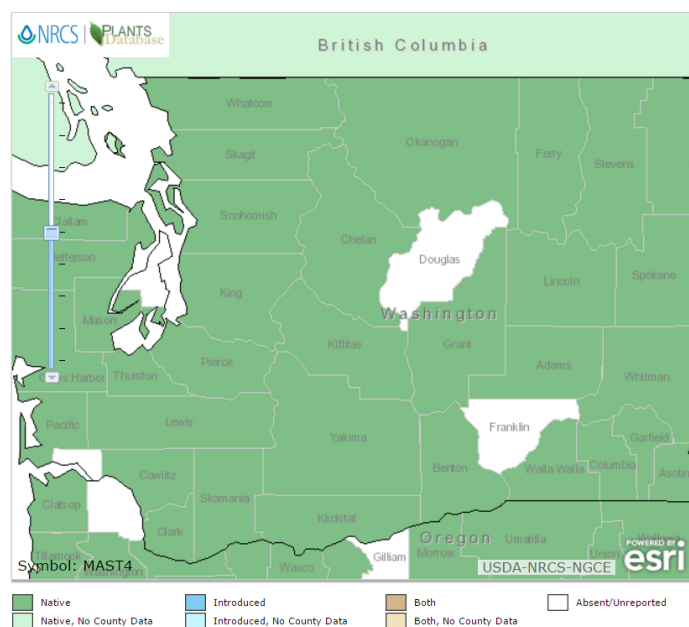 NRCS PLANTS Database
British Columbia
Whatcom
Okanogan
Ferry
Stevens
Skagit
Snohomish
Clallam
Chelan
Jefferson
Douglas
Spokane
Lincoln
King
Mason
Washington
Kittitas
Grant
Pierce
Adams
Grays Harbor
Thurston
Whitman
Pacific
Lewis
Yakima
Franklin
Garfield
Benton
Walla Walla
Columbia
Asotin
Cowlitz
Skamania
Clatsop
Klickitat
Clark
Oregon
Umatilla
Wallowa
Tillamook
Gilliam
Morrow
Union
POWERED BY
esri
Symbol: MAST4
Washington
Wasco
USDA-NRCS-NGCE
Native
Introduced
Both
Absent/Unreported
Native, No County Data
Introduced, No County Data
Both, No County Data